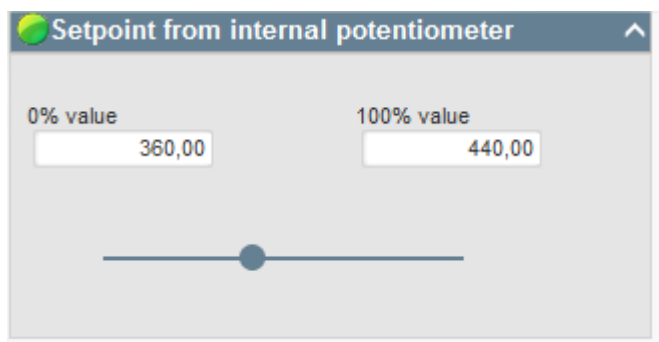 Setpoint from internal potentiometer
0% value 100% value
360,00 440,00